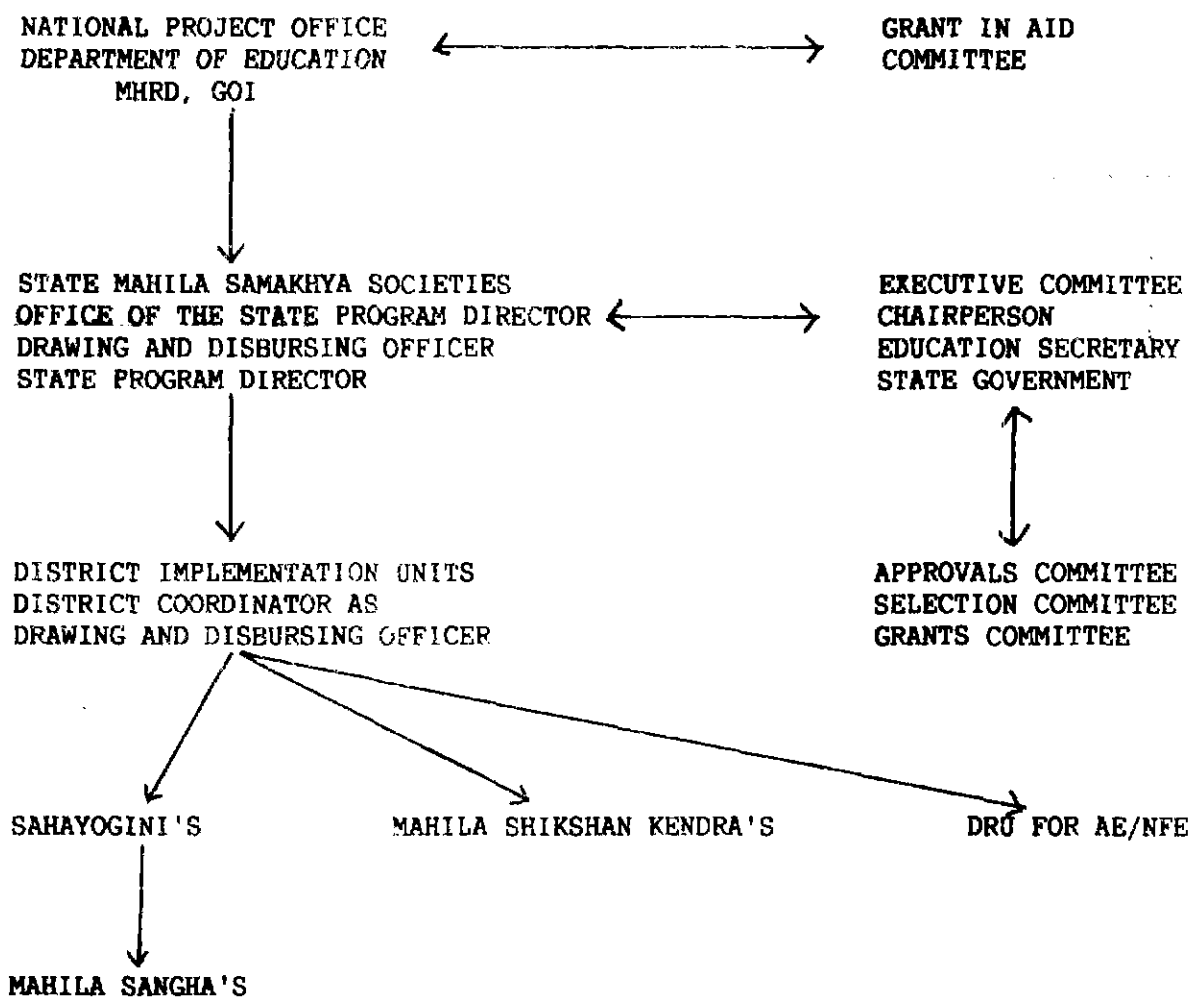 NATIONAL PROJECT OFFICE
DEPARTMENT OF EDUCATION
MHRD, GOI
GRANT IN AID
COMMITTEE
STATE MAHILA SAMAKHYA SOCIETIES
OFFICE OF THE STATE PROGRAM DIRECTOR
DRAWING AND DISBURSING OFFICER
STATE PROGRAM DIRECTOR
EXECUTIVE COMMITTEE
CHAIRPERSON
EDUCATION SECRETARY
STATE GOVERNMENT
DISTRICT IMPLEMENTATION UNITS
DISTRICT COORDINATOR AS
DRAWING AND DISBURSING OFFICER
APPROVALS COMMITTEE
SELECTION COMMITTEE
GRANTS COMMITTEE
SAHAYOGINI'S
MAHILA SHIKSHAN KENDRA'S
DRU FOR AE/NFE
MAHILA SANGHA'S